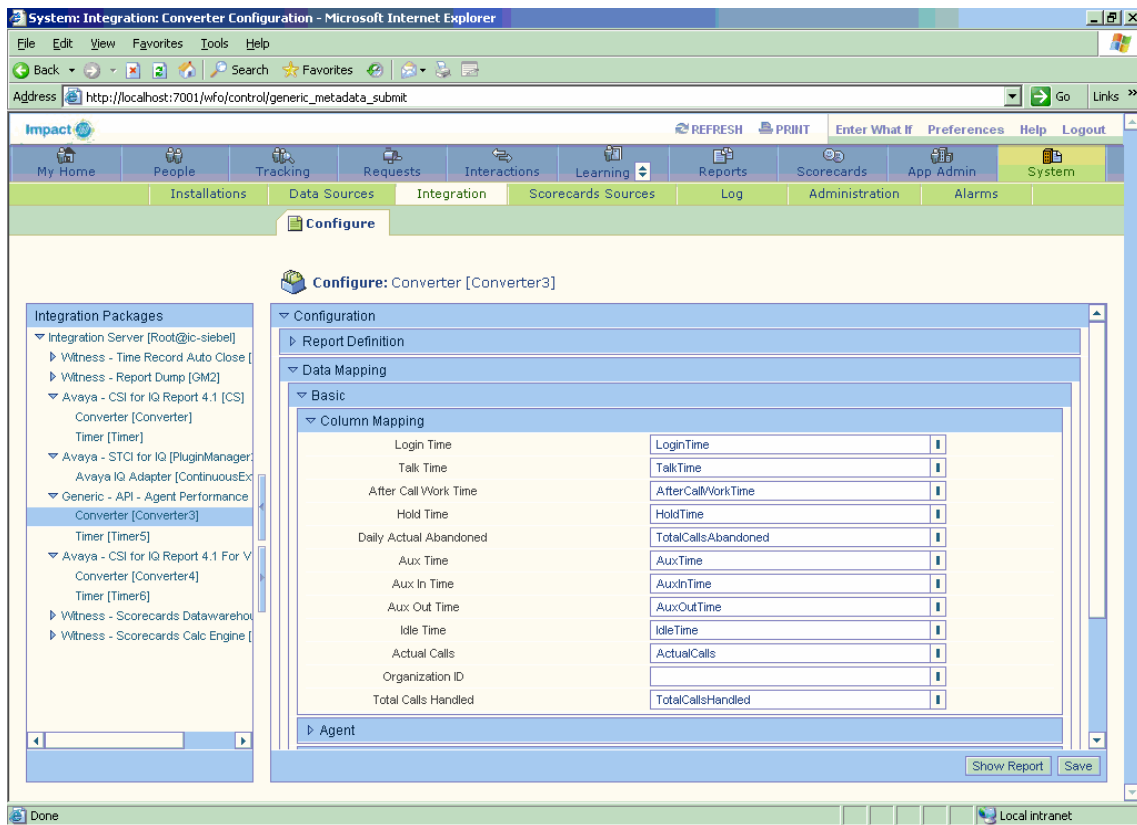 System: Integration: Converter Configuration - Microsoft Internet Explorer
File Edit View Favorites Tools Help
Back Search Favorites
Address http://localhost:7001/wfo/control/generic_metadata_submit Go Links »
Impact REFRESH PRINT Enter What If Preferences Help Logout
My Home People Tracking Requests Interactions Learning Reports Scorecards App Admin System
Installations Data Sources Integration Scorecards Sources Log Administration Alarms
Configure
Configure: Converter [Converter3]
Integration Packages
Integration Server [Root@ic-siebel]
Witness - Time Record Auto Close [
Witness - Report Dump [GM2]
Avaya - CSI for IQ Report 4.1 [CS]
Converter [Converter]
Timer [Timer]
Avaya - STCI for IQ [PluginManager
Avaya IQ Adapter [ContinuousEx
Generic - API - Agent Performance
Converter [Converter3]
Timer [Timer5]
Avaya - CSI for IQ Report 4.1 For V
Converter [Converter4]
Timer [Timer6]
Witness - Scorecards Datawarehou
Witness - Scorecards Calc Engine [
Configuration
Report Definition
Data Mapping
Basic
Column Mapping
Login Time LoginTime
Talk Time TalkTime
After Call Work Time AfterCallWorkTime
Hold Time HoldTime
Daily Actual Abandoned TotalCallsAbandoned
Aux Time AuxTime
Aux In Time AuxInTime
Aux Out Time AuxOutTime
Idle Time IdleTime
Actual Calls ActualCalls
Organization ID
Total Calls Handled TotalCallsHandled
Agent
Show Report Save
Done Local intranet